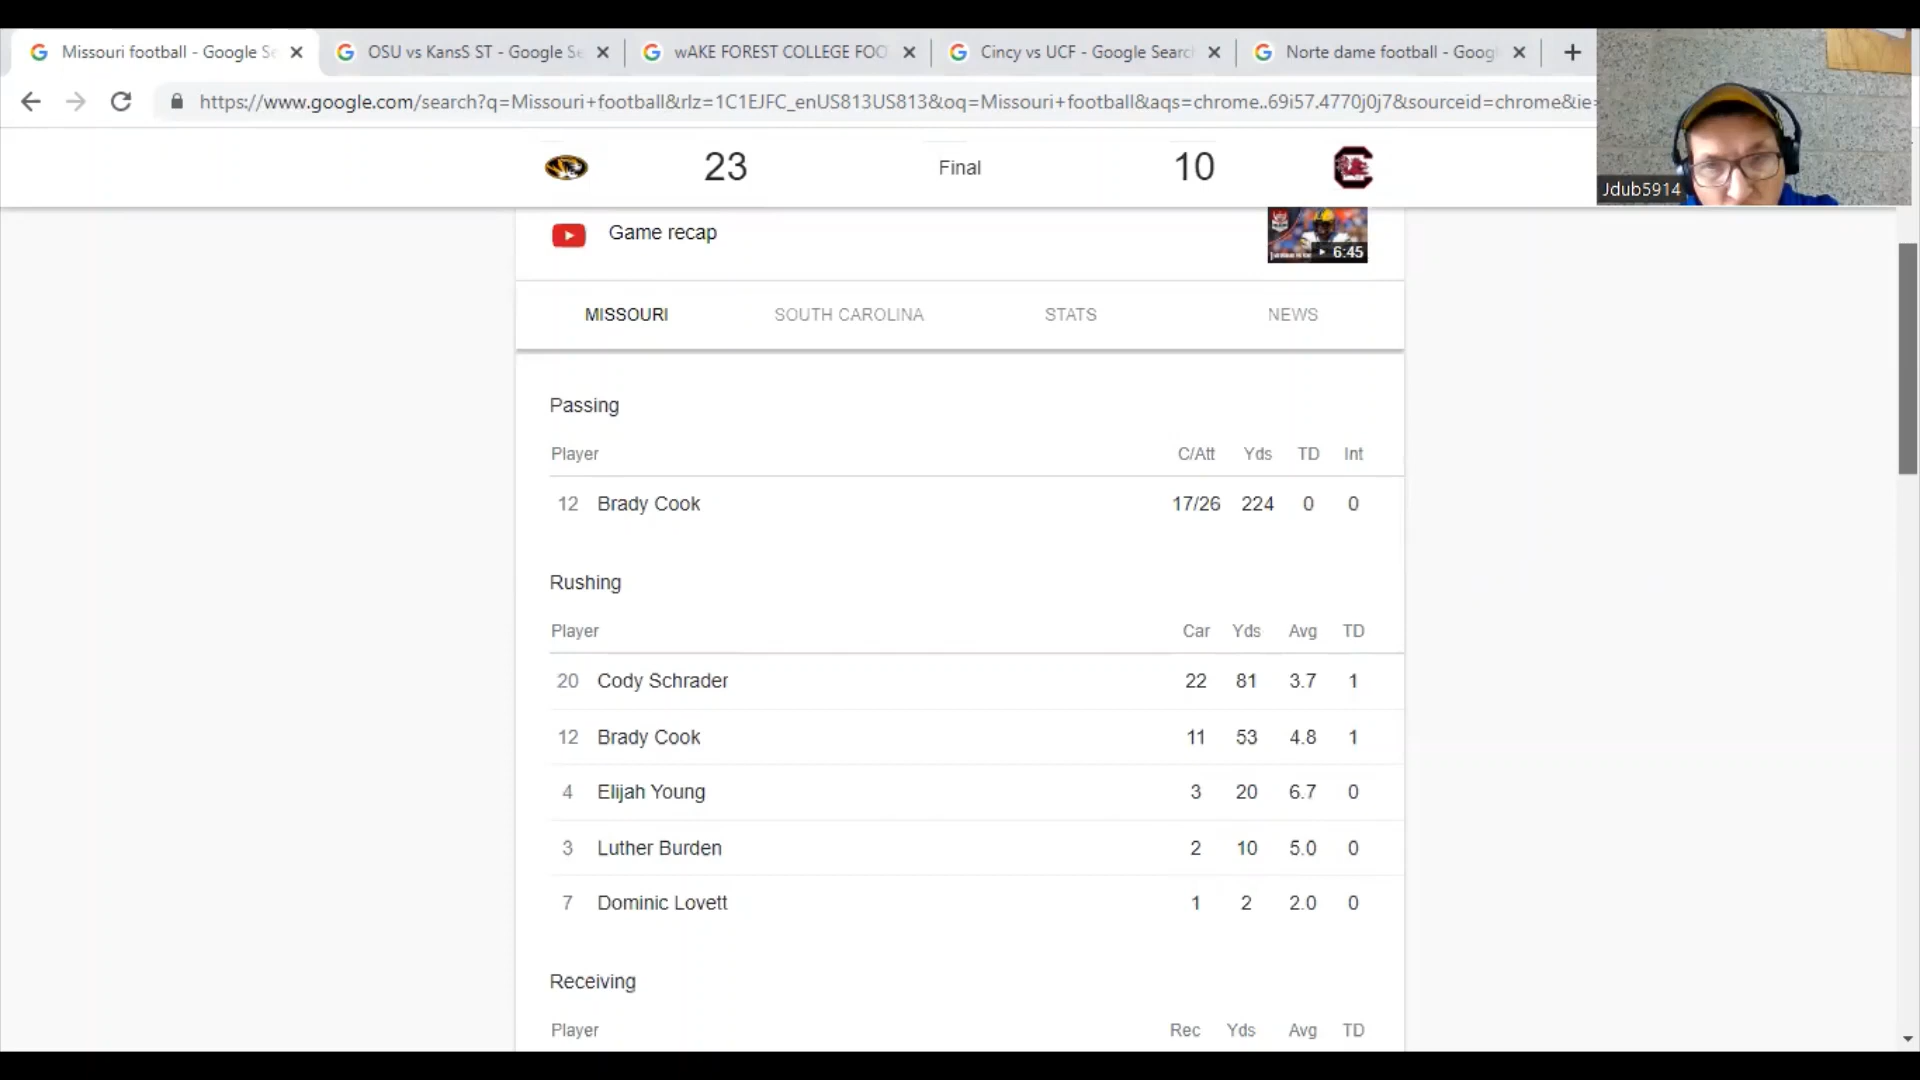 Missouri football - Google Se
OSU vs KansS ST - Google Se
wAKE FOREST COLLEGE FOO
Cincy vs UCF - Google Search
Norte dame football - Goog
https://www.google.com/search?q=Missouri+football&rlz=1C1EJFC_enUS813US813&oq=Missouri+football&aqs=chrome..69i57.4770j0j7&sourceid=chrome&ie=
Jdub5914
23 Final 10
Game recap
6:45
MISSOURI SOUTH CAROLINA STATS NEWS
Passing
Player C/Att Yds TD Int
12 Brady Cook 17/26 224 0 0
Rushing
Player Car Yds Avg TD
20 Cody Schrader 22 81 3.7 1
12 Brady Cook 11 53 4.8 1
4 Elijah Young 3 20 6.7 0
3 Luther Burden 2 10 5.0 0
7 Dominic Lovett 1 2 2.0 0
Receiving
Player Rec Yds Avg TD